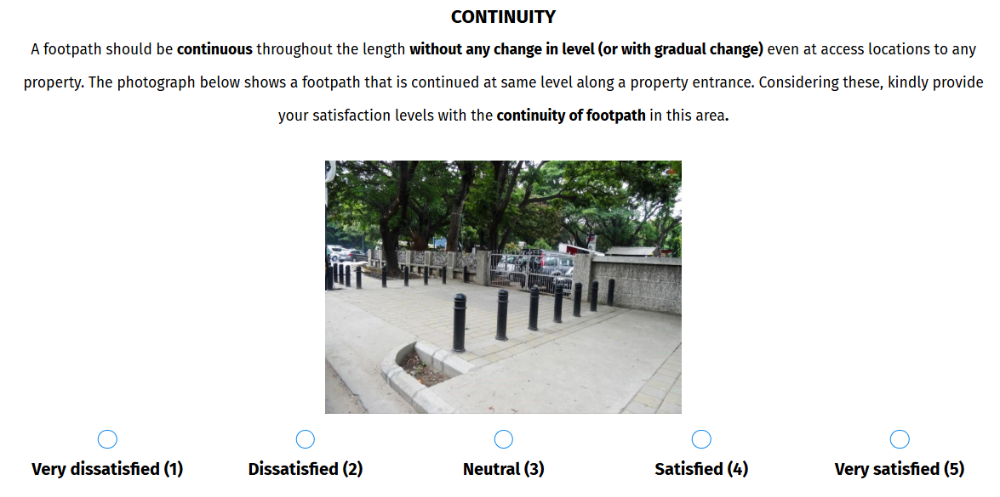 CONTINUITY
A footpath should be continuous throughout the length without any change in level (or with gradual change) even at access locations to any
property. The photograph below shows a footpath that is continued at same level along a property entrance. Considering these, kindly provide
your satisfaction levels with the continuity of footpath in this area.
Very dissatisfied (1) Dissatisfied (2) Neutral (3) Satisfied (4) Very satisfied (5)